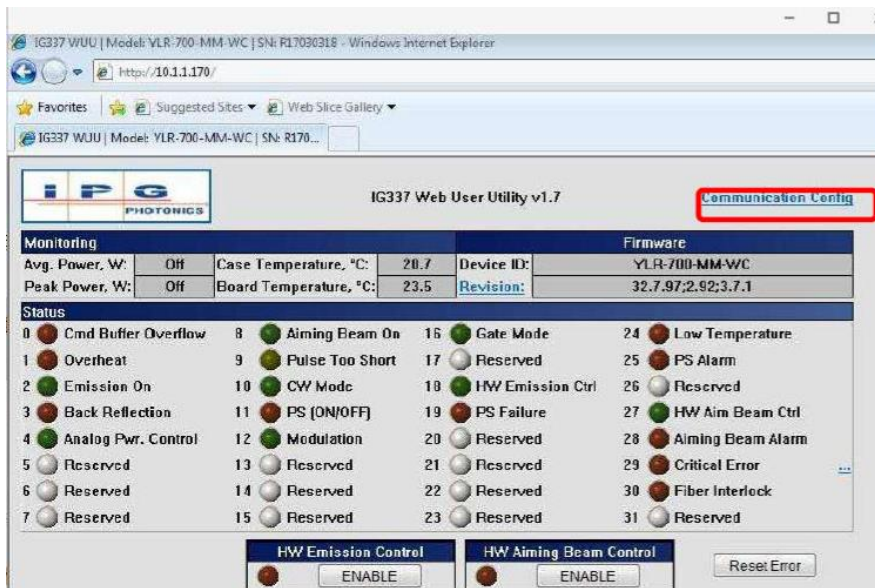 IG337 WUU | Model: YLR-700-MM-WC | SN: R17030318 - Windows Internet Explorer
http://10.1.1.170/
Favorites Suggested Sites Web Slice Gallery
IG337 WUU | Model: YLR-700-MM-WC | SN: R170...
IPG PHOTONICS
IG337 Web User Utility v1.7
Communication Config
Monitoring Firmware
Avg. Power, W: Off Case Temperature, °C: 20.7 Device ID: YLR-700-MM-WC
Peak Power, W: Off Board Temperature, °C: 23.5 Revision: 32.7.97;2.92;3.7.1
Status
0 Cmd Buffer Overflow 8 Aiming Beam On 16 Gate Mode 24 Low Temperature
1 Overheat 9 Pulse Too Short 17 Reserved 25 PS Alarm
2 Emission On 10 CW Mode 18 HW Emission Ctrl 26 Reserved
3 Back Reflection 11 PS (ON/OFF) 19 PS Failure 27 HW Aim Beam Ctrl
4 Analog Pwr. Control 12 Modulation 20 Reserved 28 Aiming Beam Alarm
5 Reserved 13 Reserved 21 Reserved 29 Critical Error ...
6 Reserved 14 Reserved 22 Reserved 30 Fiber Interlock
7 Reserved 15 Reserved 23 Reserved 31 Reserved
HW Emission Control HW Aiming Beam Control
ENABLE ENABLE Reset Error